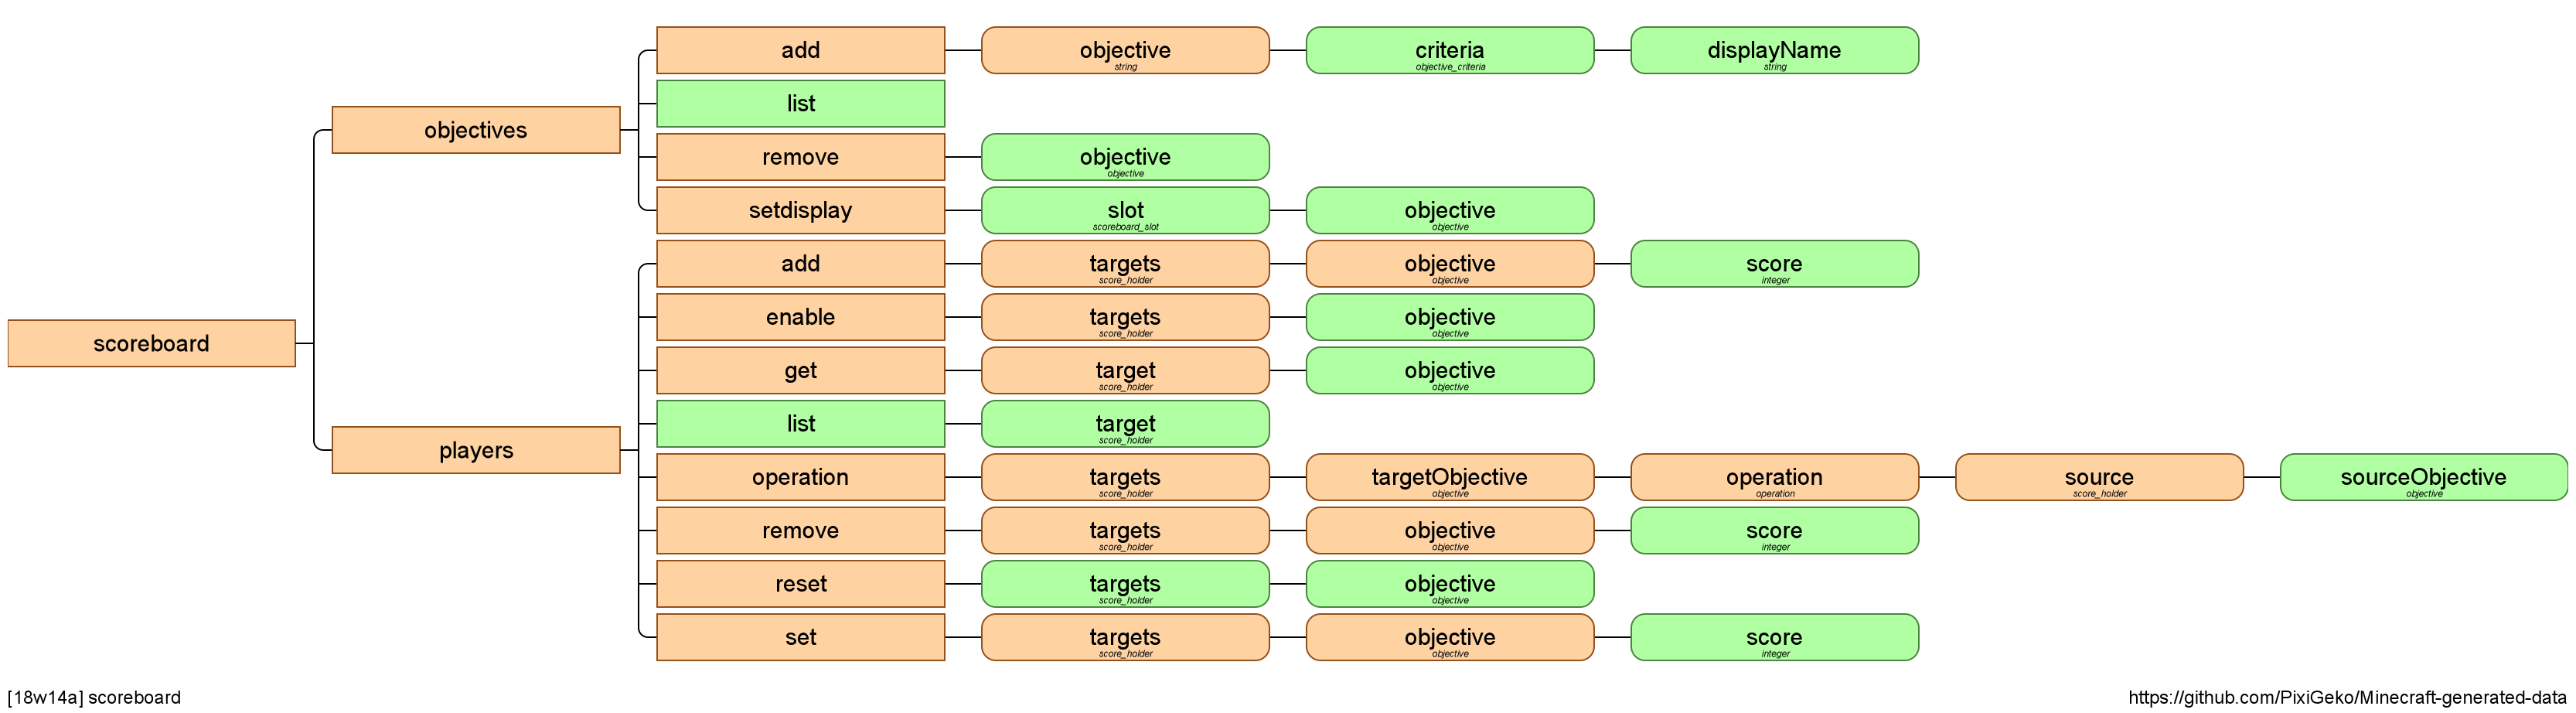 add
objective
string
criteria
objective_criteria
displayName
string
list
objectives
remove
objective
objective
setdisplay
slot
scoreboard_slot
objective
objective
add
targets
score_holder
objective
objective
score
integer
enable
targets
score_holder
objective
objective
scoreboard
get
target
score_holder
objective
objective
list
target
score_holder
players
operation
targets
score_holder
targetObjective
objective
operation
operation
source
score_holder
sourceObjective
objective
remove
targets
score_holder
objective
objective
score
integer
reset
targets
score_holder
objective
objective
set
targets
score_holder
objective
objective
score
integer
[18w14a] scoreboard
https://github.com/PixiGeko/Minecraft-generated-data